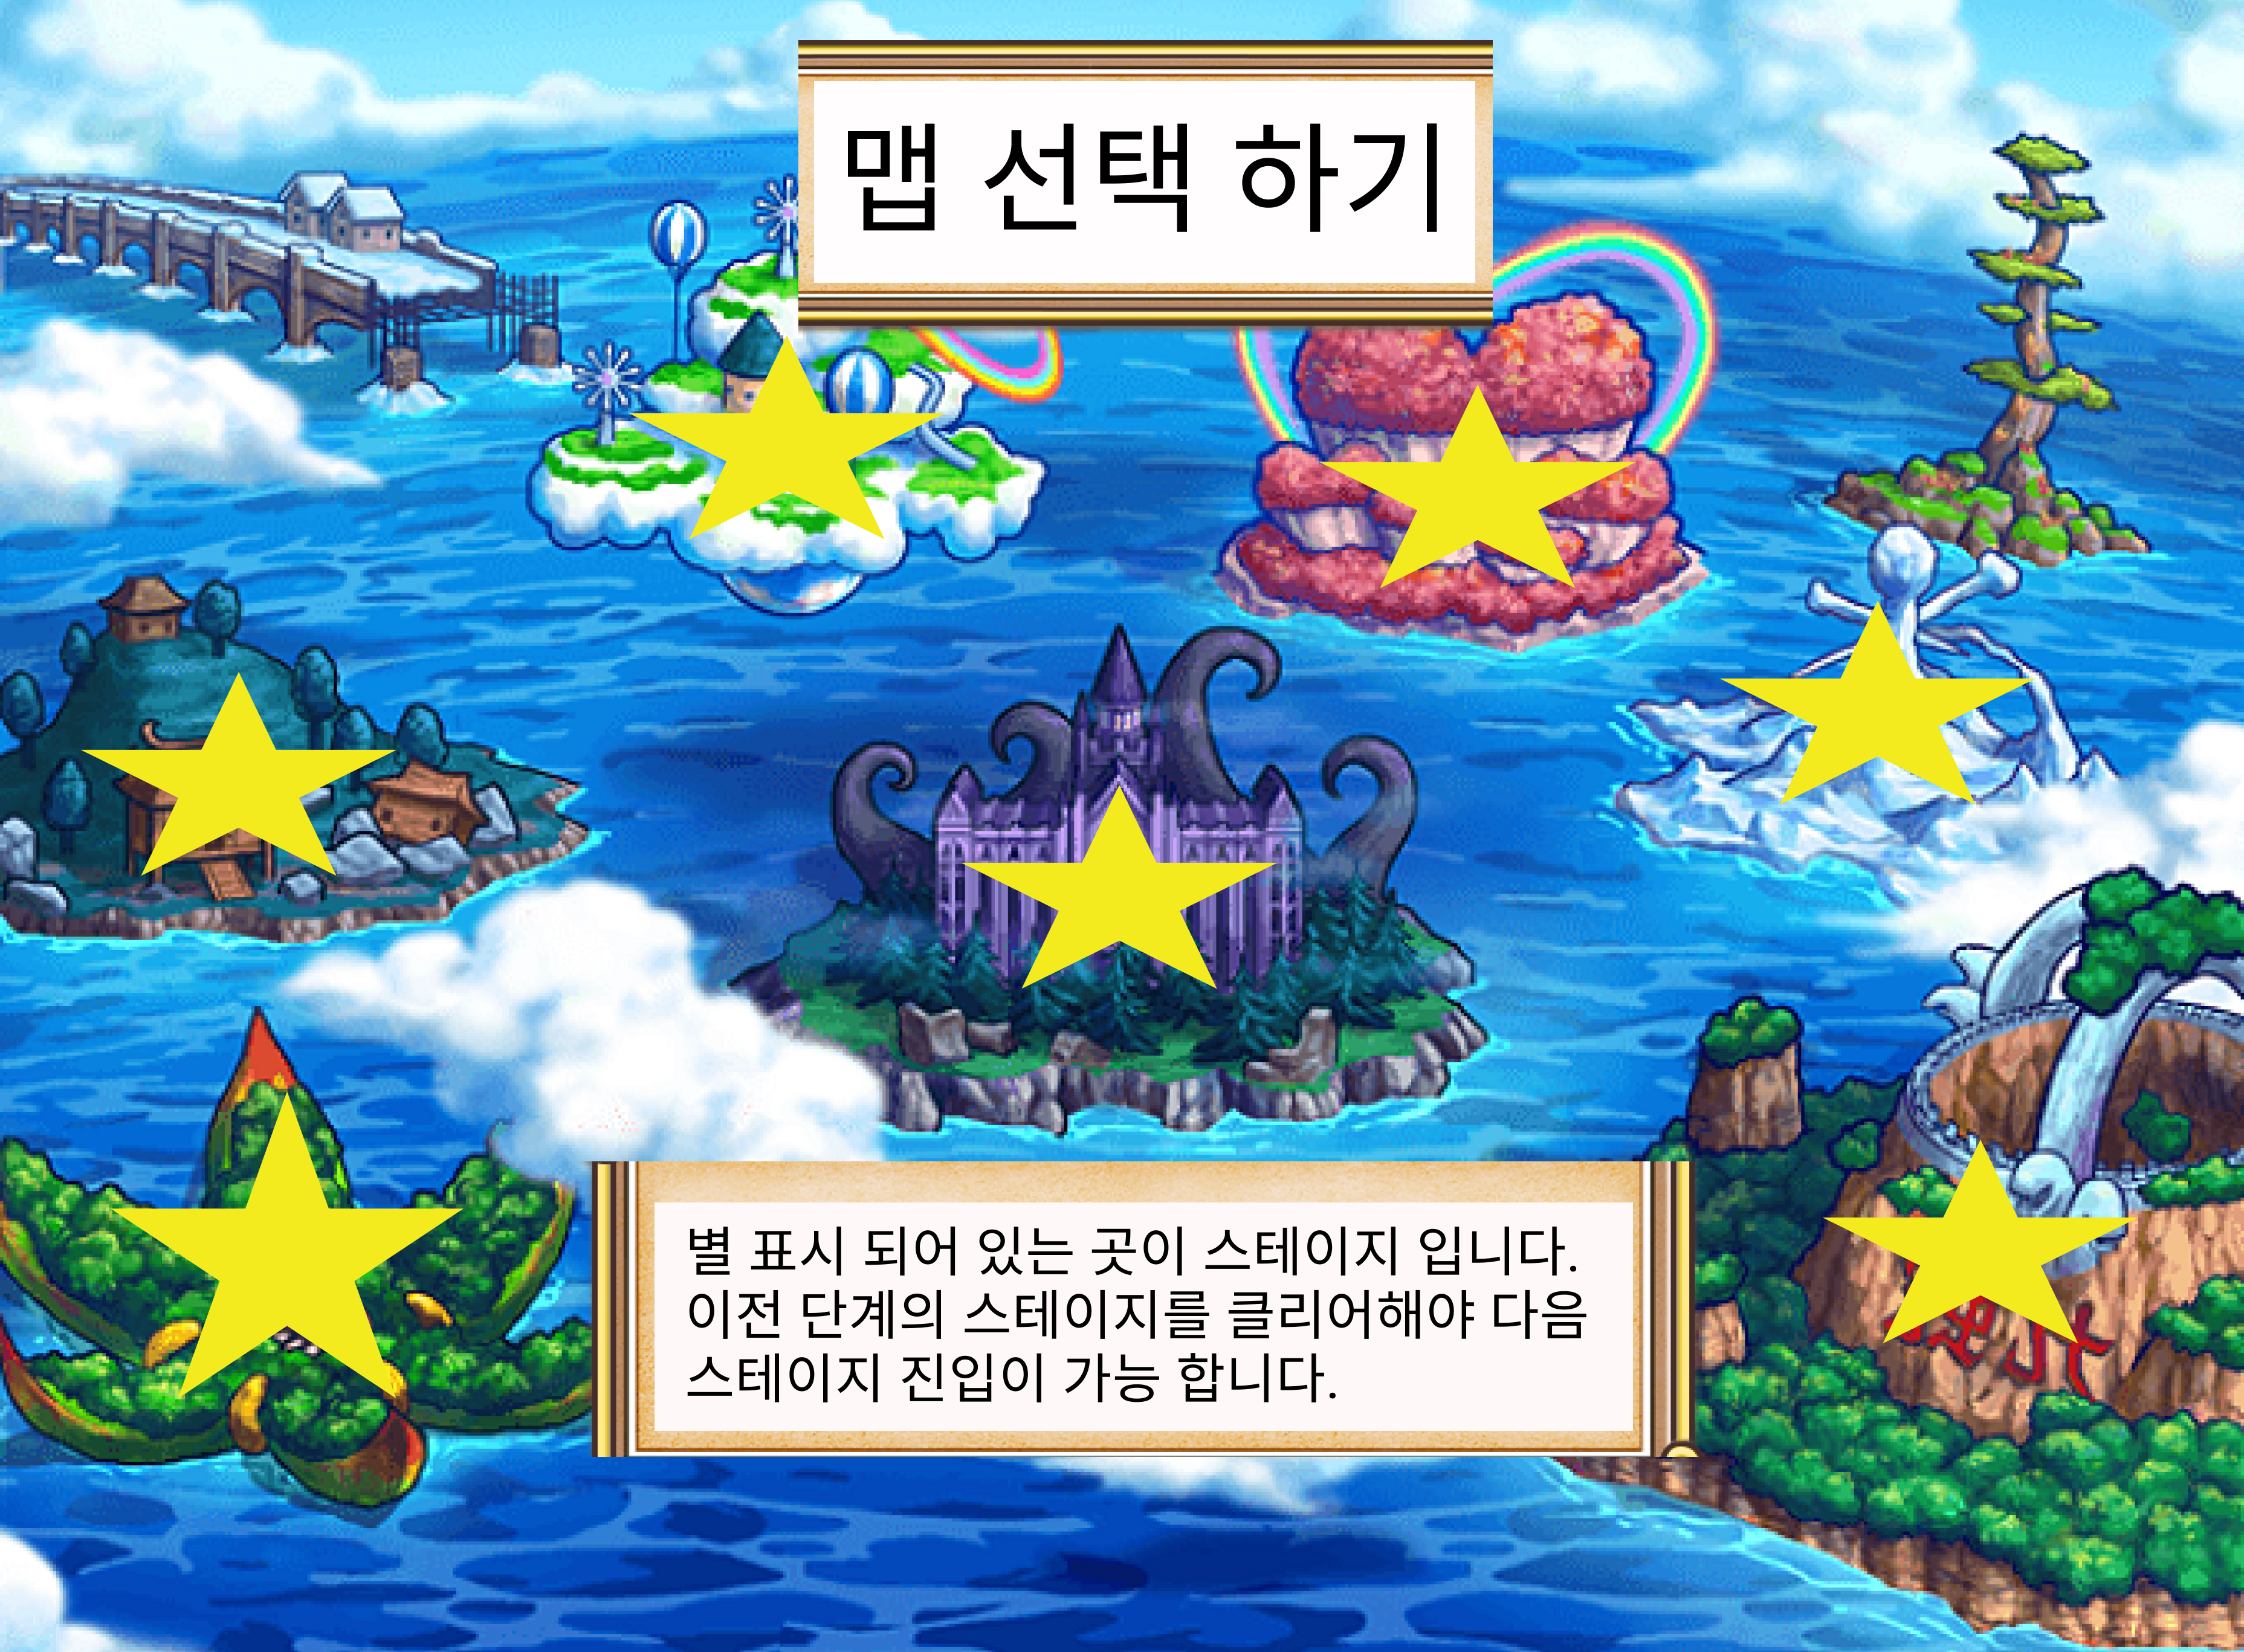 맵 선택 하기
별 표시 되어 있는 곳이 스테이지 입니다.
이전 단계의 스테이지를 클리어해야 다음
스테이지 진입이 가능 합니다.